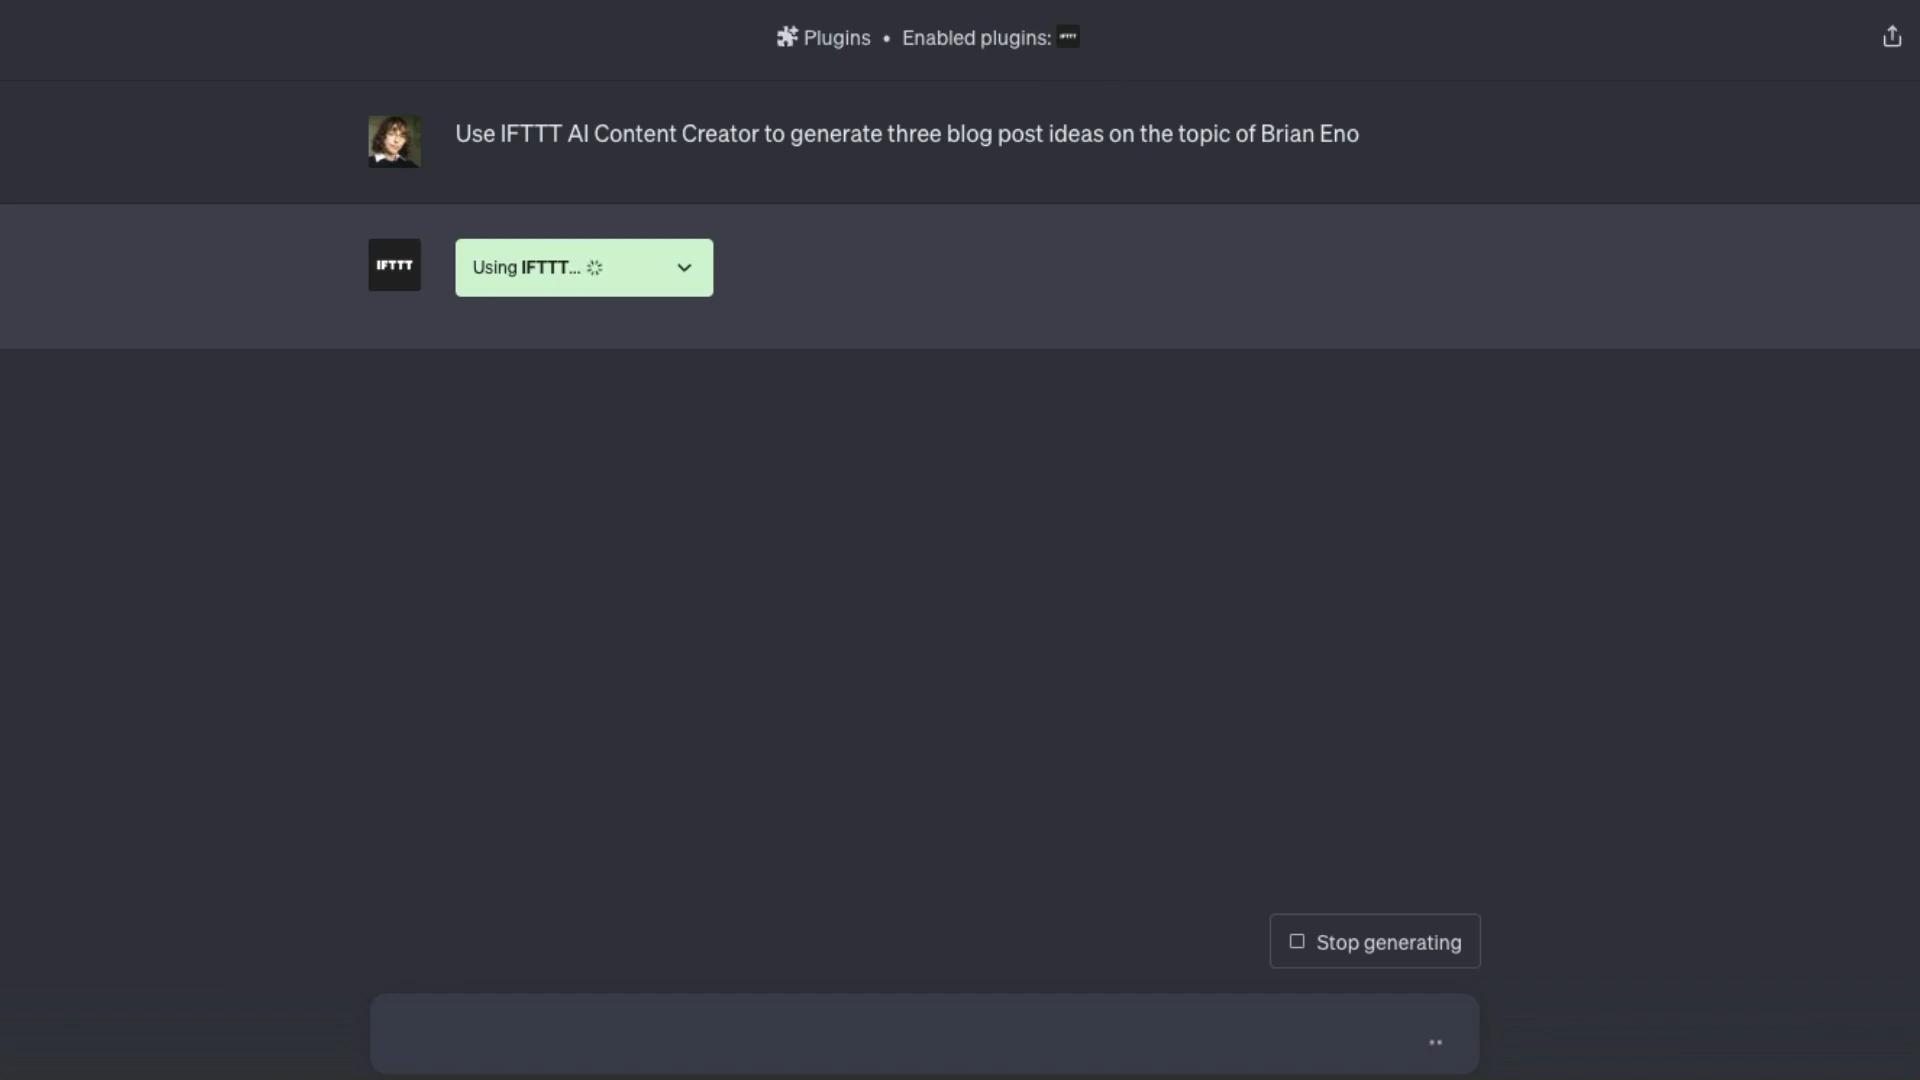 Plugins • Enabled plugins: IFTTT
Use IFTTT AI Content Creator to generate three blog post ideas on the topic of Brian Eno
IFTTT
Using IFTTT...
Stop generating